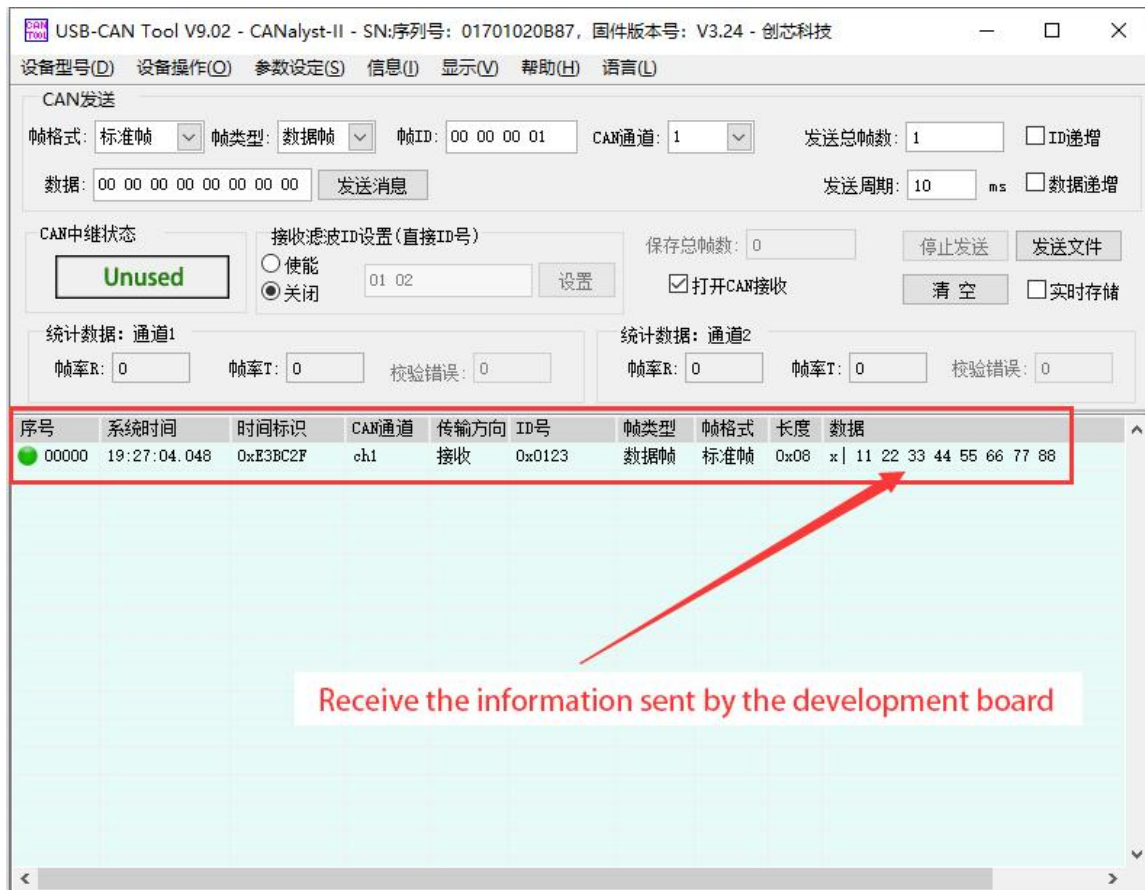 USB-CAN Tool V9.02 - CANalyst-II - SN:序列号: 01701020B87, 固件版本号: V3.24 - 创芯科技
设备型号(D) 设备操作(O) 参数设定(S) 信息(I) 显示(V) 帮助(H) 语言(L)
CAN发送
帧格式: 标准帧 帧类型: 数据帧 帧ID: 00 00 00 01 CAN通道: 1 发送总帧数: 1 ID递增
数据: 00 00 00 00 00 00 00 00 发送消息 发送周期: 10 ms 数据递增
CAN中继状态 接收滤波ID设置(直接ID号)
Unused 使能 关闭 01 02 设置 保存总帧数: 0 停止发送 发送文件
打开CAN接收 清 空 实时存储
统计数据: 通道1 统计数据: 通道2
帧率R: 0 帧率T: 0 校验错误: 0 帧率R: 0 帧率T: 0 校验错误: 0
序号 系统时间 时间标识 CAN通道 传输方向 ID号 帧类型 帧格式 长度 数据
00000 19:27:04.048 0xE3BC2F ch1 接收 0x0123 数据帧 标准帧 0x08 x| 11 22 33 44 55 66 77 88
Receive the information sent by the development board